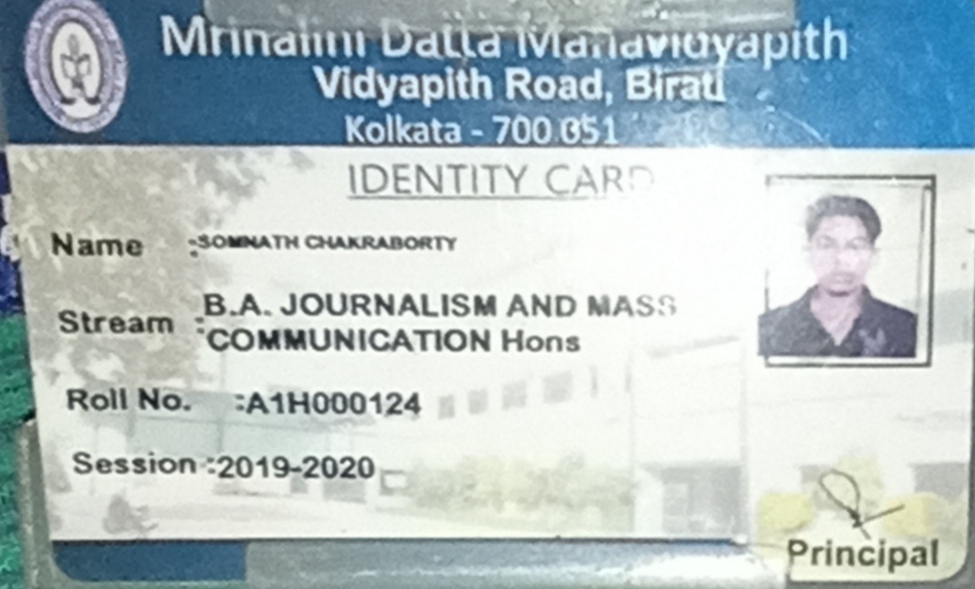 Mrinalini Datta Mahavidyapith
Vidyapith Road, Birati
Kolkata - 700 051
IDENTITY CARD
Name :SOMNATH CHAKRABORTY
Stream :B.A. JOURNALISM AND MASS
COMMUNICATION Hons
Roll No. :A1H000124
Session :2019-2020
Principal